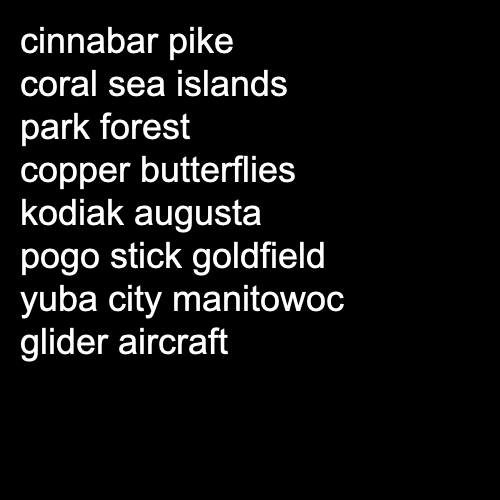 cinnabar pike
coral sea islands
park forest
copper butterflies
kodiak augusta
pogo stick goldfield
yuba city manitowoc
glider aircraft